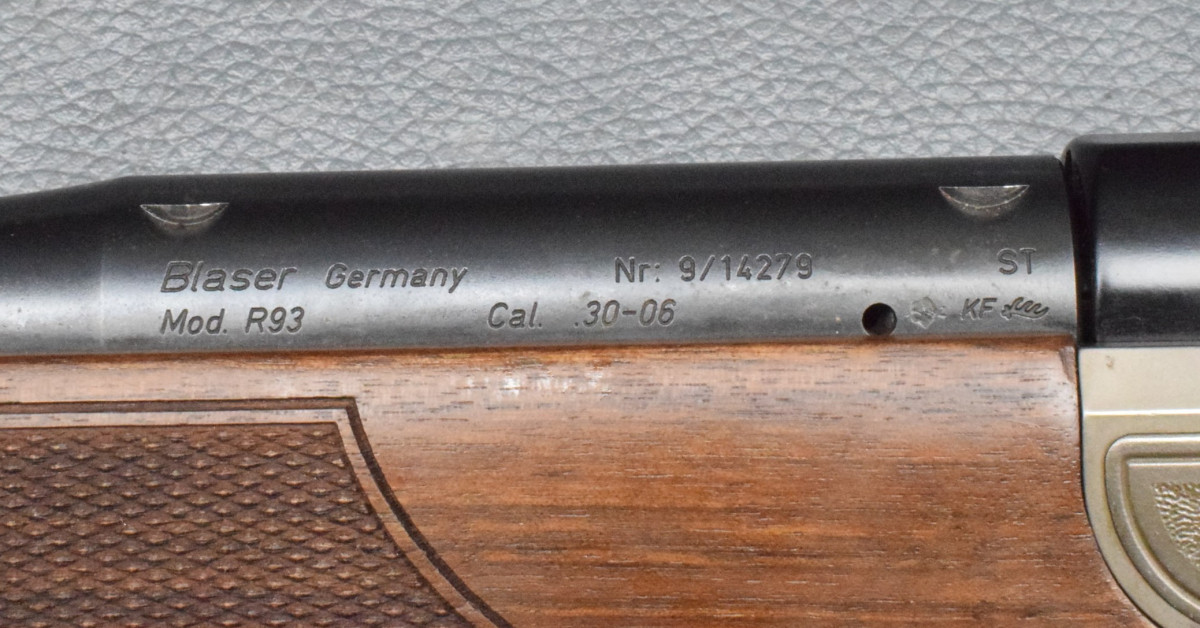 Blaser Germany Nr: 9/14279 ST
Mod. R93 Cal. .30-06 KF